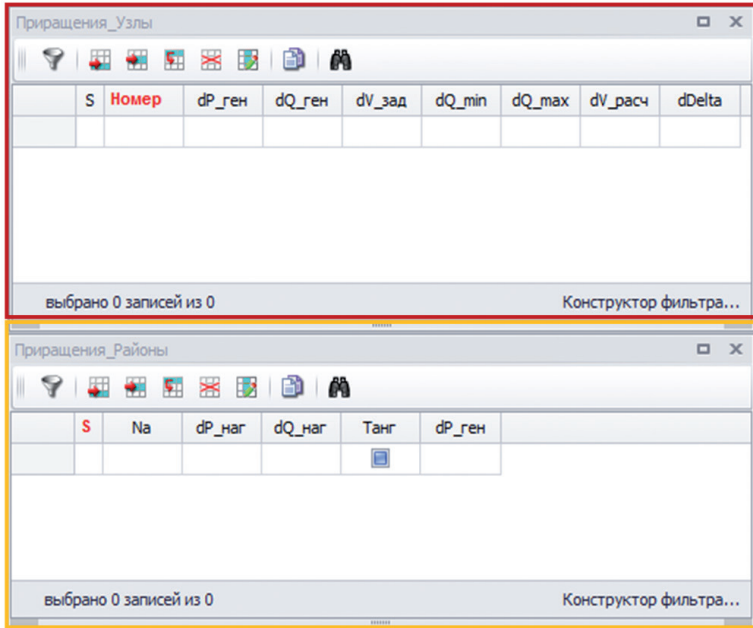 Приращения_Узлы
S Номер dP_ген dQ_ген dV_зад dQ_min dQ_max dV_расч dDelta
выбрано 0 записей из 0 Конструктор фильтра...
Приращения_Районы
S Na dP_наг dQ_наг Танг dP_ген
выбрано 0 записей из 0 Конструктор фильтра...